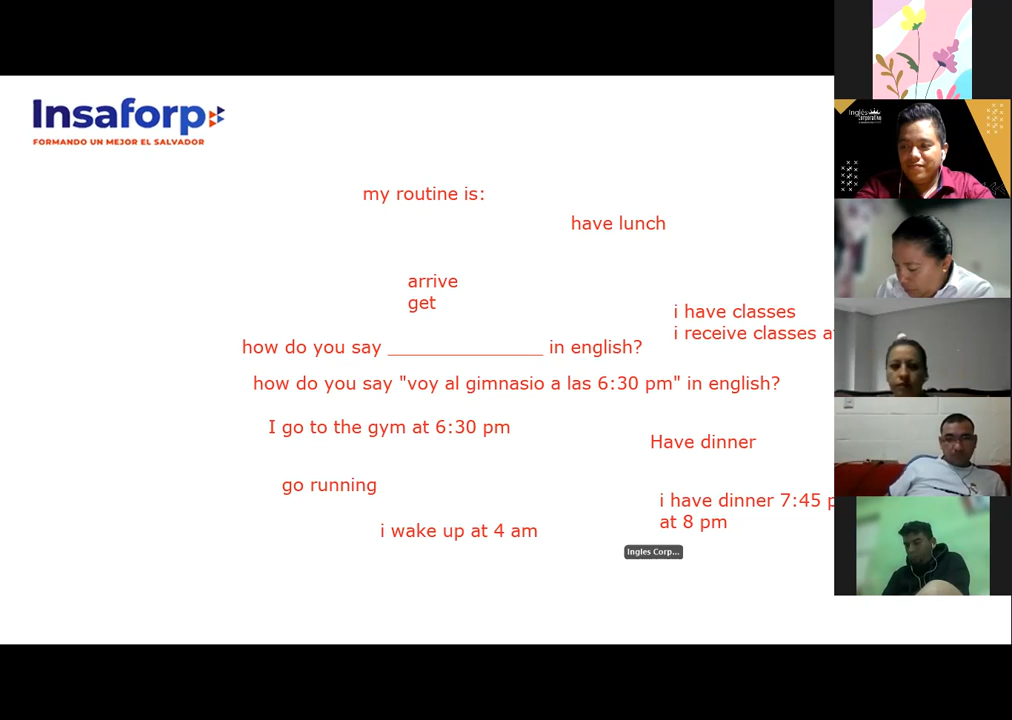 Insaforp
FORMANDO UN MEJOR EL SALVADOR
my routine is:
have lunch
arrive
get
i have classes
i receive classes
how do you say ________________ in english?
how do you say "voy al gimnasio a las 6:30 pm" in english?
I go to the gym at 6:30 pm
Have dinner
go running
i have dinner 7:45
at 8 pm
i wake up at 4 am
Ingles Corp...
Inglés
corporativo